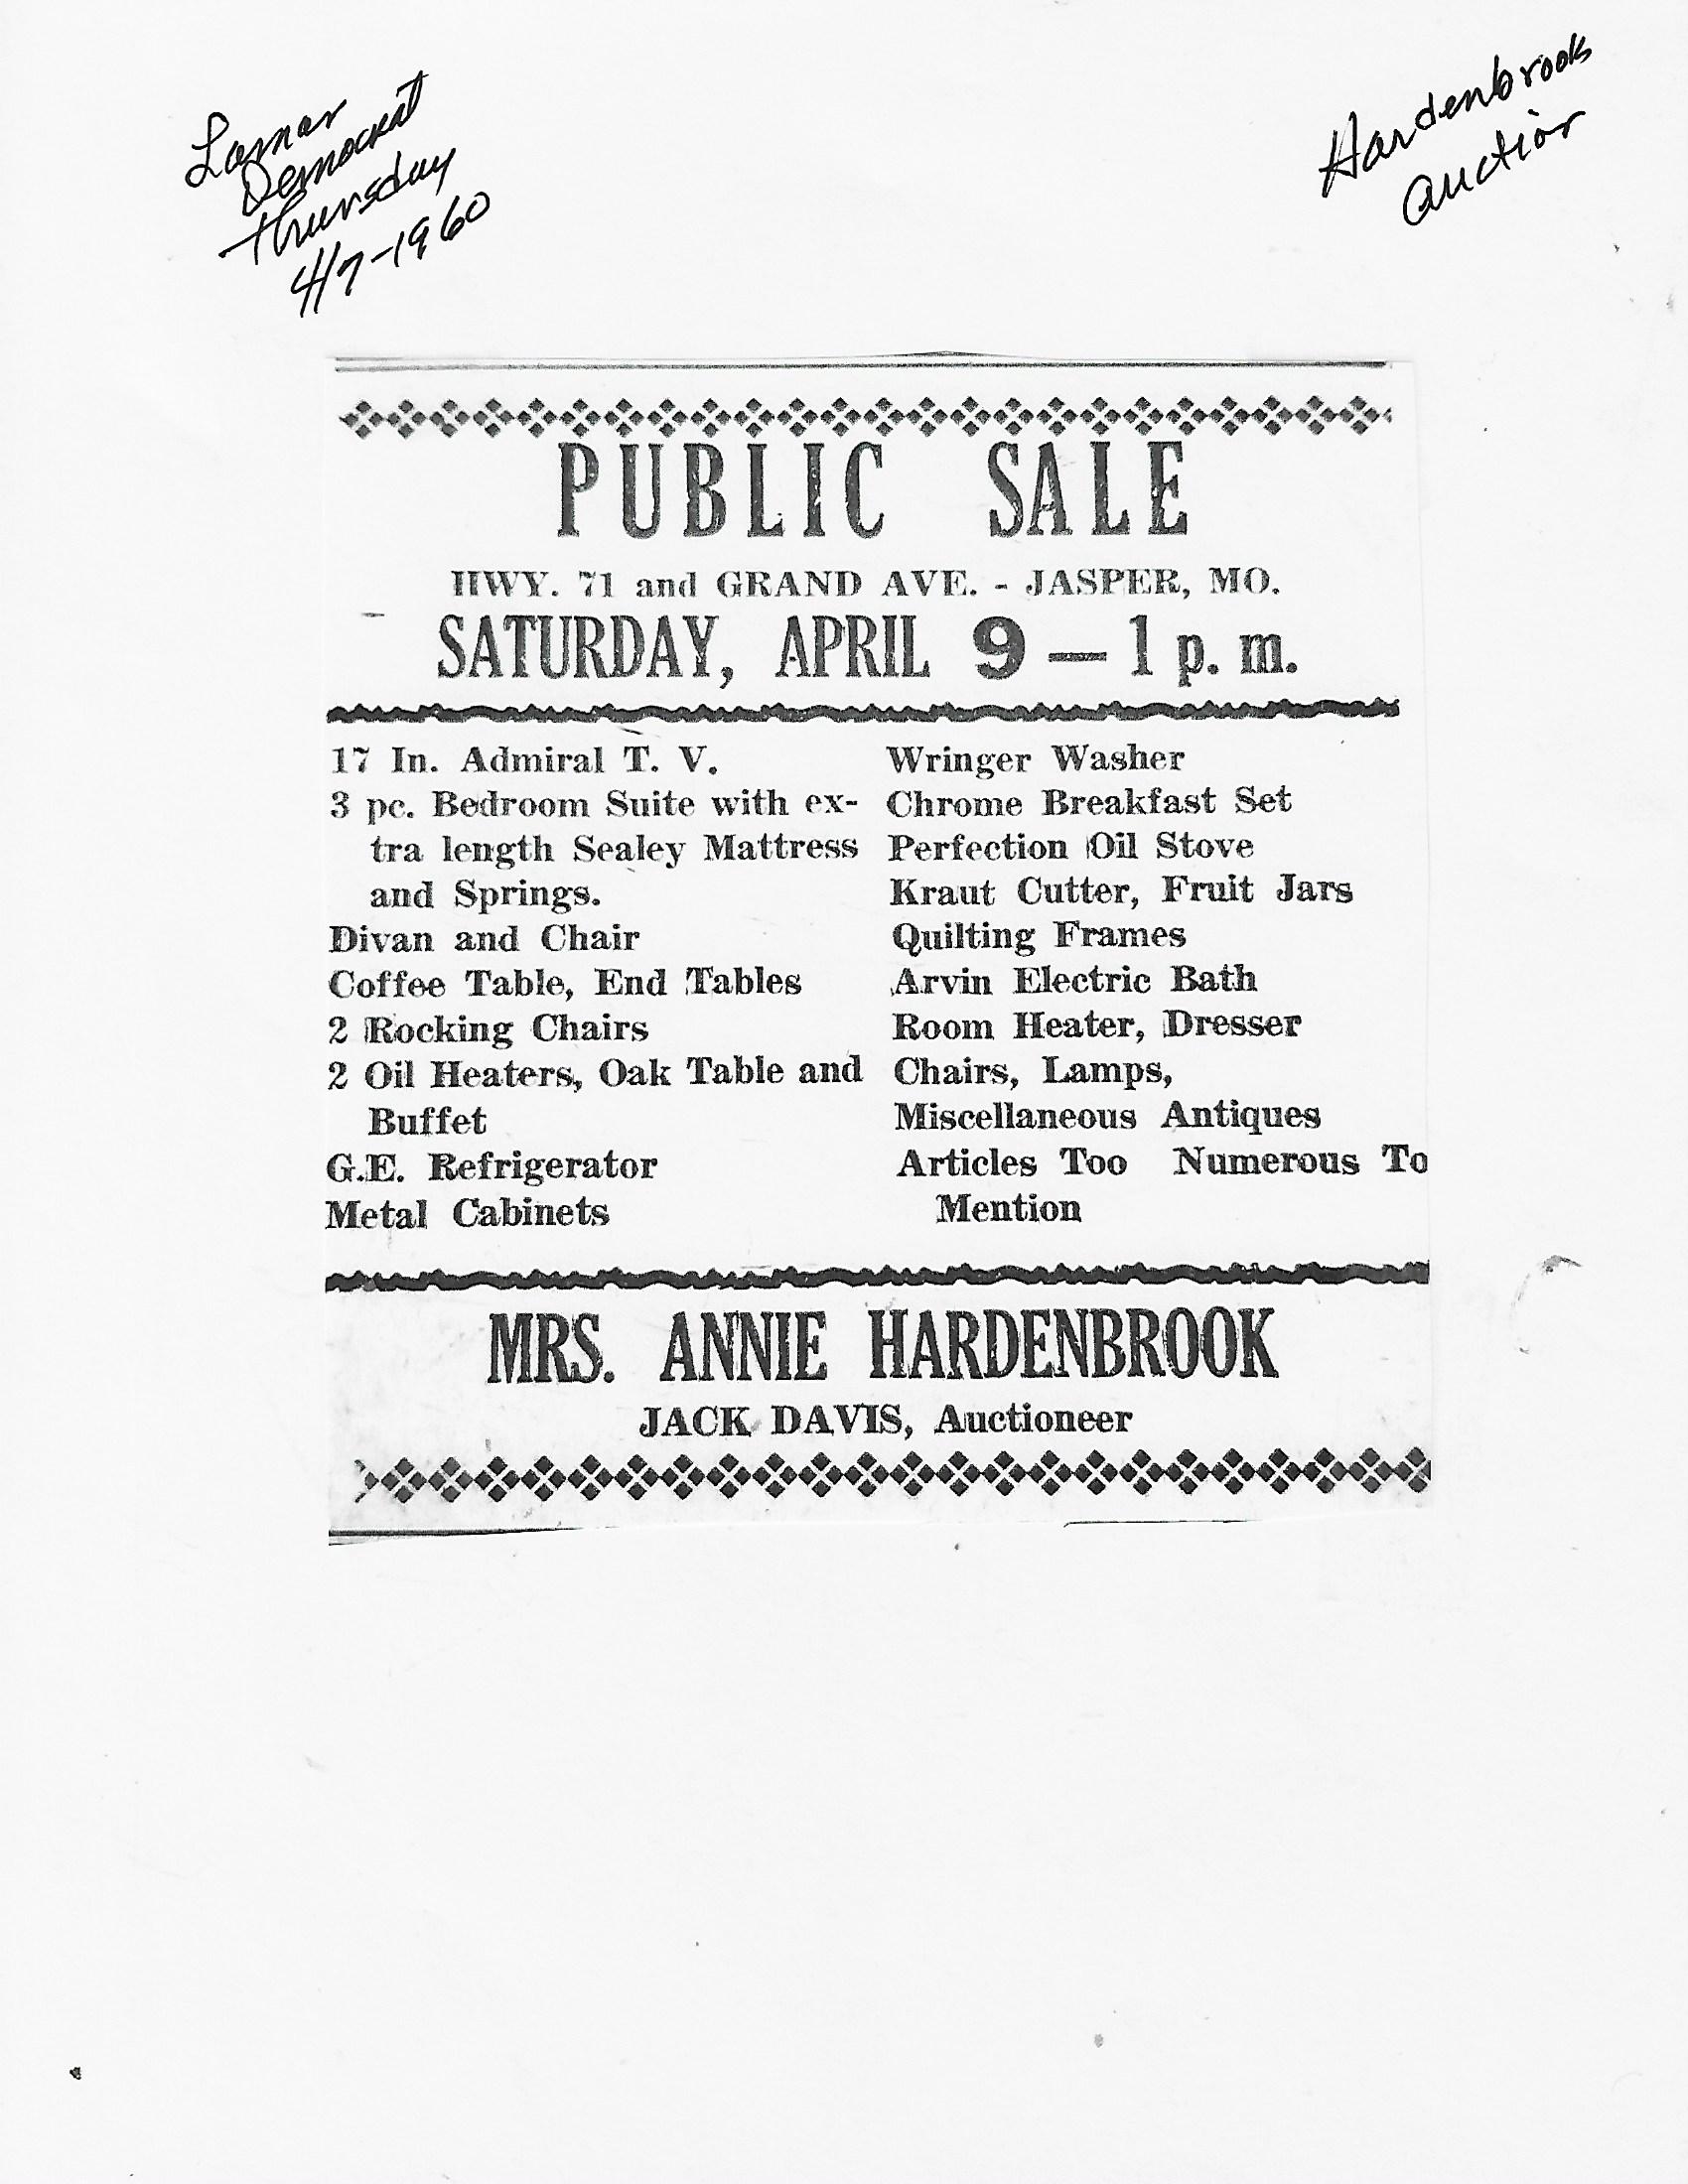 Lamar
Democrat
Thursday
4/7-1960
Hardenbrook
Auction
PUBLIC SALE
HWY. 71 and GRAND AVE. - JASPER, MO.
SATURDAY, APRIL 9 — 1 p. m.
17 In. Admiral T. V.
3 pc. Bedroom Suite with ex-
tra length Sealey Mattress
and Springs.
Divan and Chair
Coffee Table, End Tables
2 Rocking Chairs
2 Oil Heaters, Oak Table and
Buffet
G.E. Refrigerator
Metal Cabinets
Wringer Washer
Chrome Breakfast Set
Perfection Oil Stove
Kraut Cutter, Fruit Jars
Quilting Frames
Arvin Electric Bath
Room Heater, Dresser
Chairs, Lamps,
Miscellaneous Antiques
Articles Too Numerous To
Mention
MRS. ANNIE HARDENBROOK
JACK DAVIS, Auctioneer